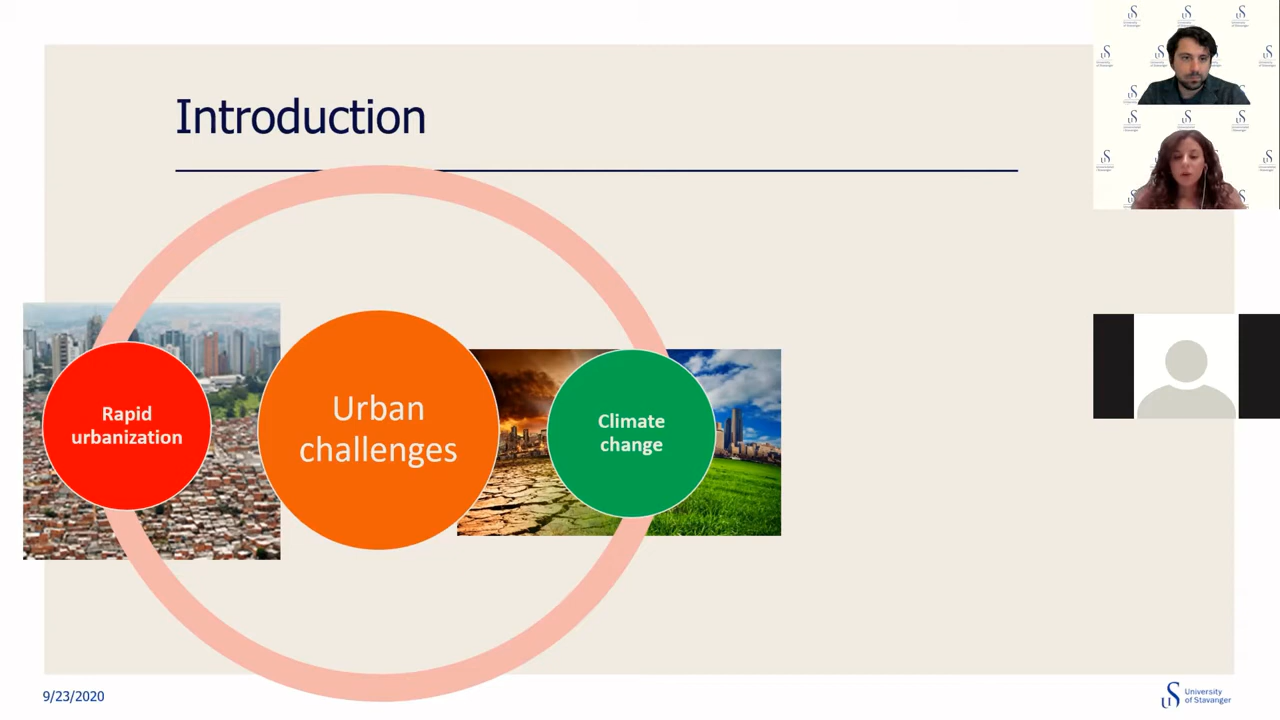 Introduction
Rapid
urbanization
Urban
challenges
Climate
change
9/23/2020
University
of Stavanger